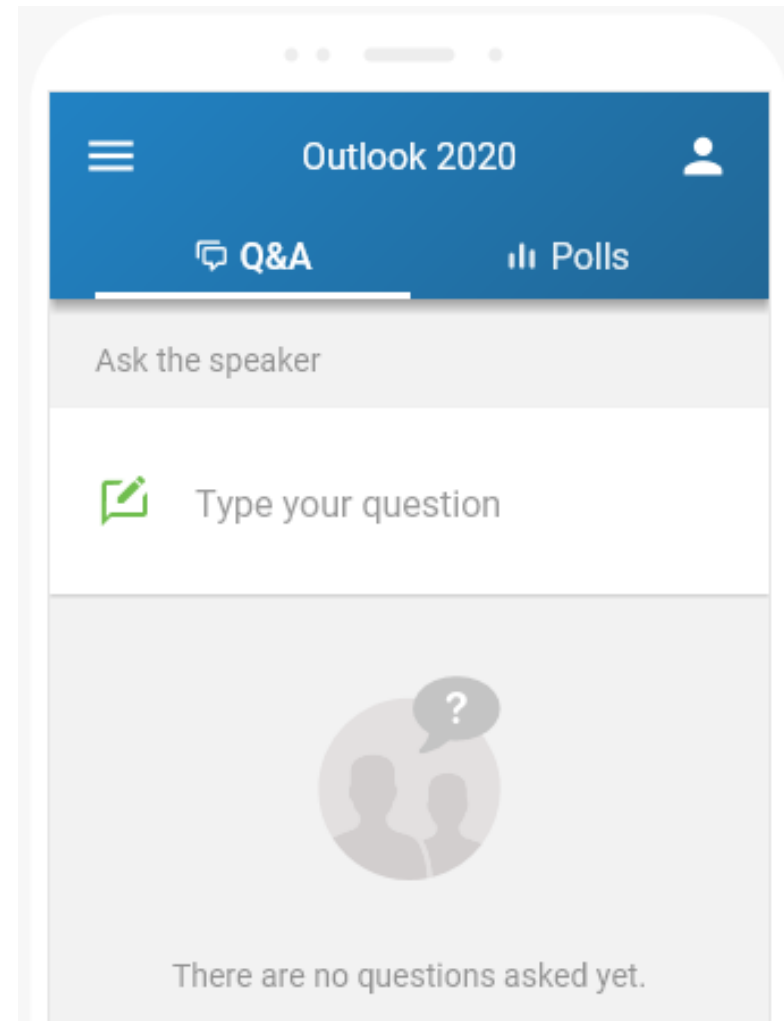 Outlook 2020
Q&A Polls
Ask the speaker
Type your question
?
There are no questions asked yet.